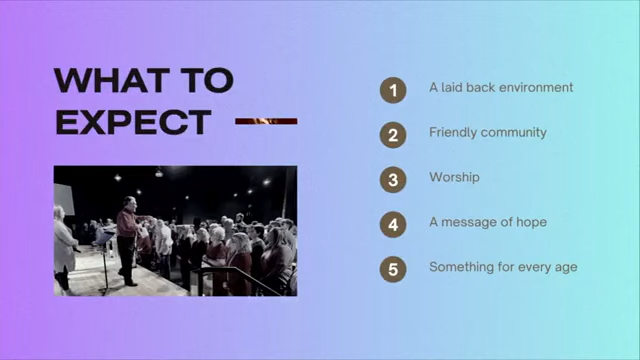 WHAT TO
EXPECT
1 A laid back environment
2 Friendly community
3 Worship
4 A message of hope
5 Something for every age